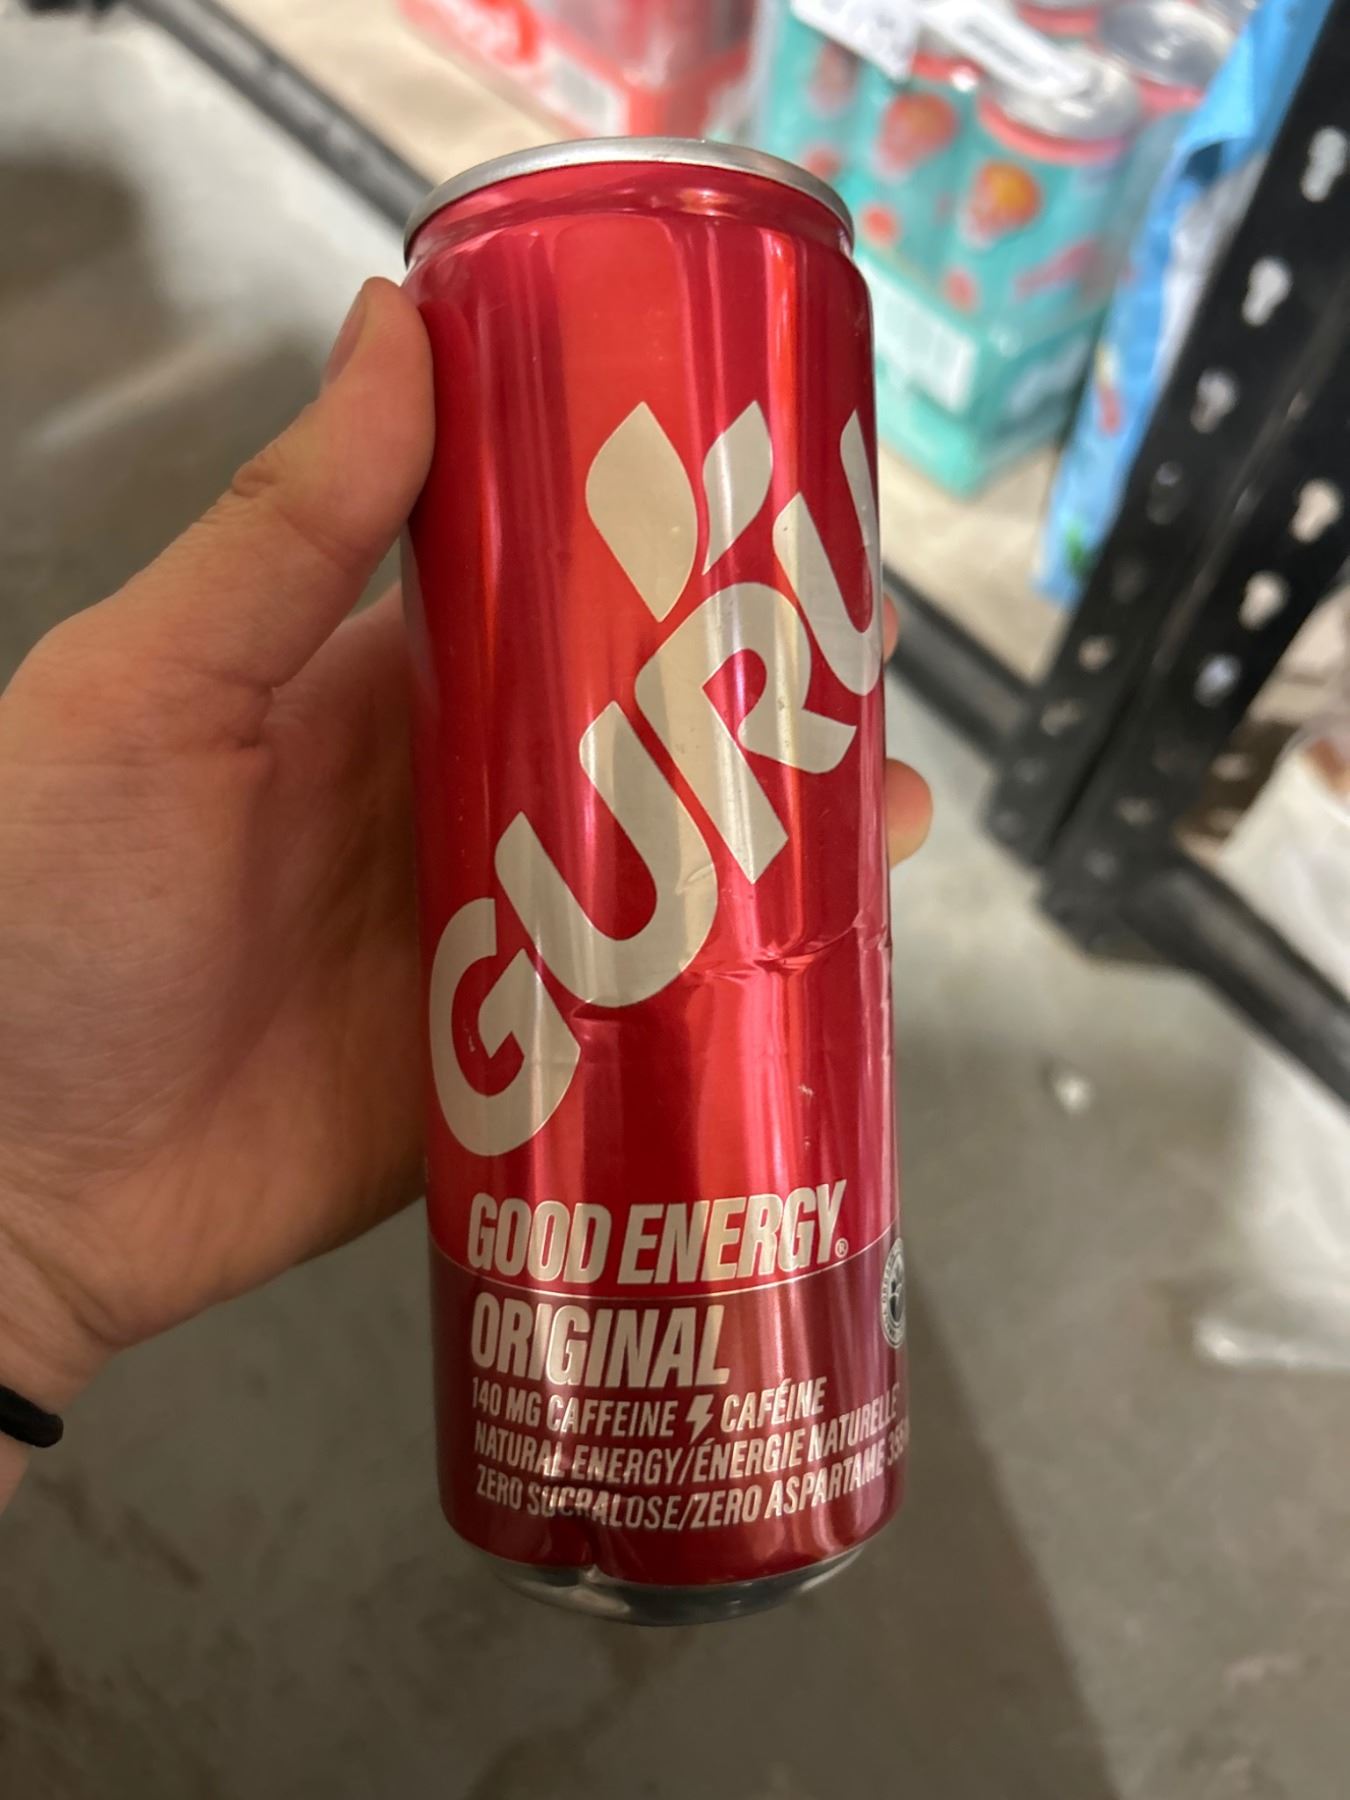 GURU
GOOD ENERGY®
ORIGINAL
140 MG CAFFEINE CAFÉINE
NATURAL ENERGY/ÉNERGIE NATURELLE
ZERO SUCRALOSE/ZERO ASPARTAME